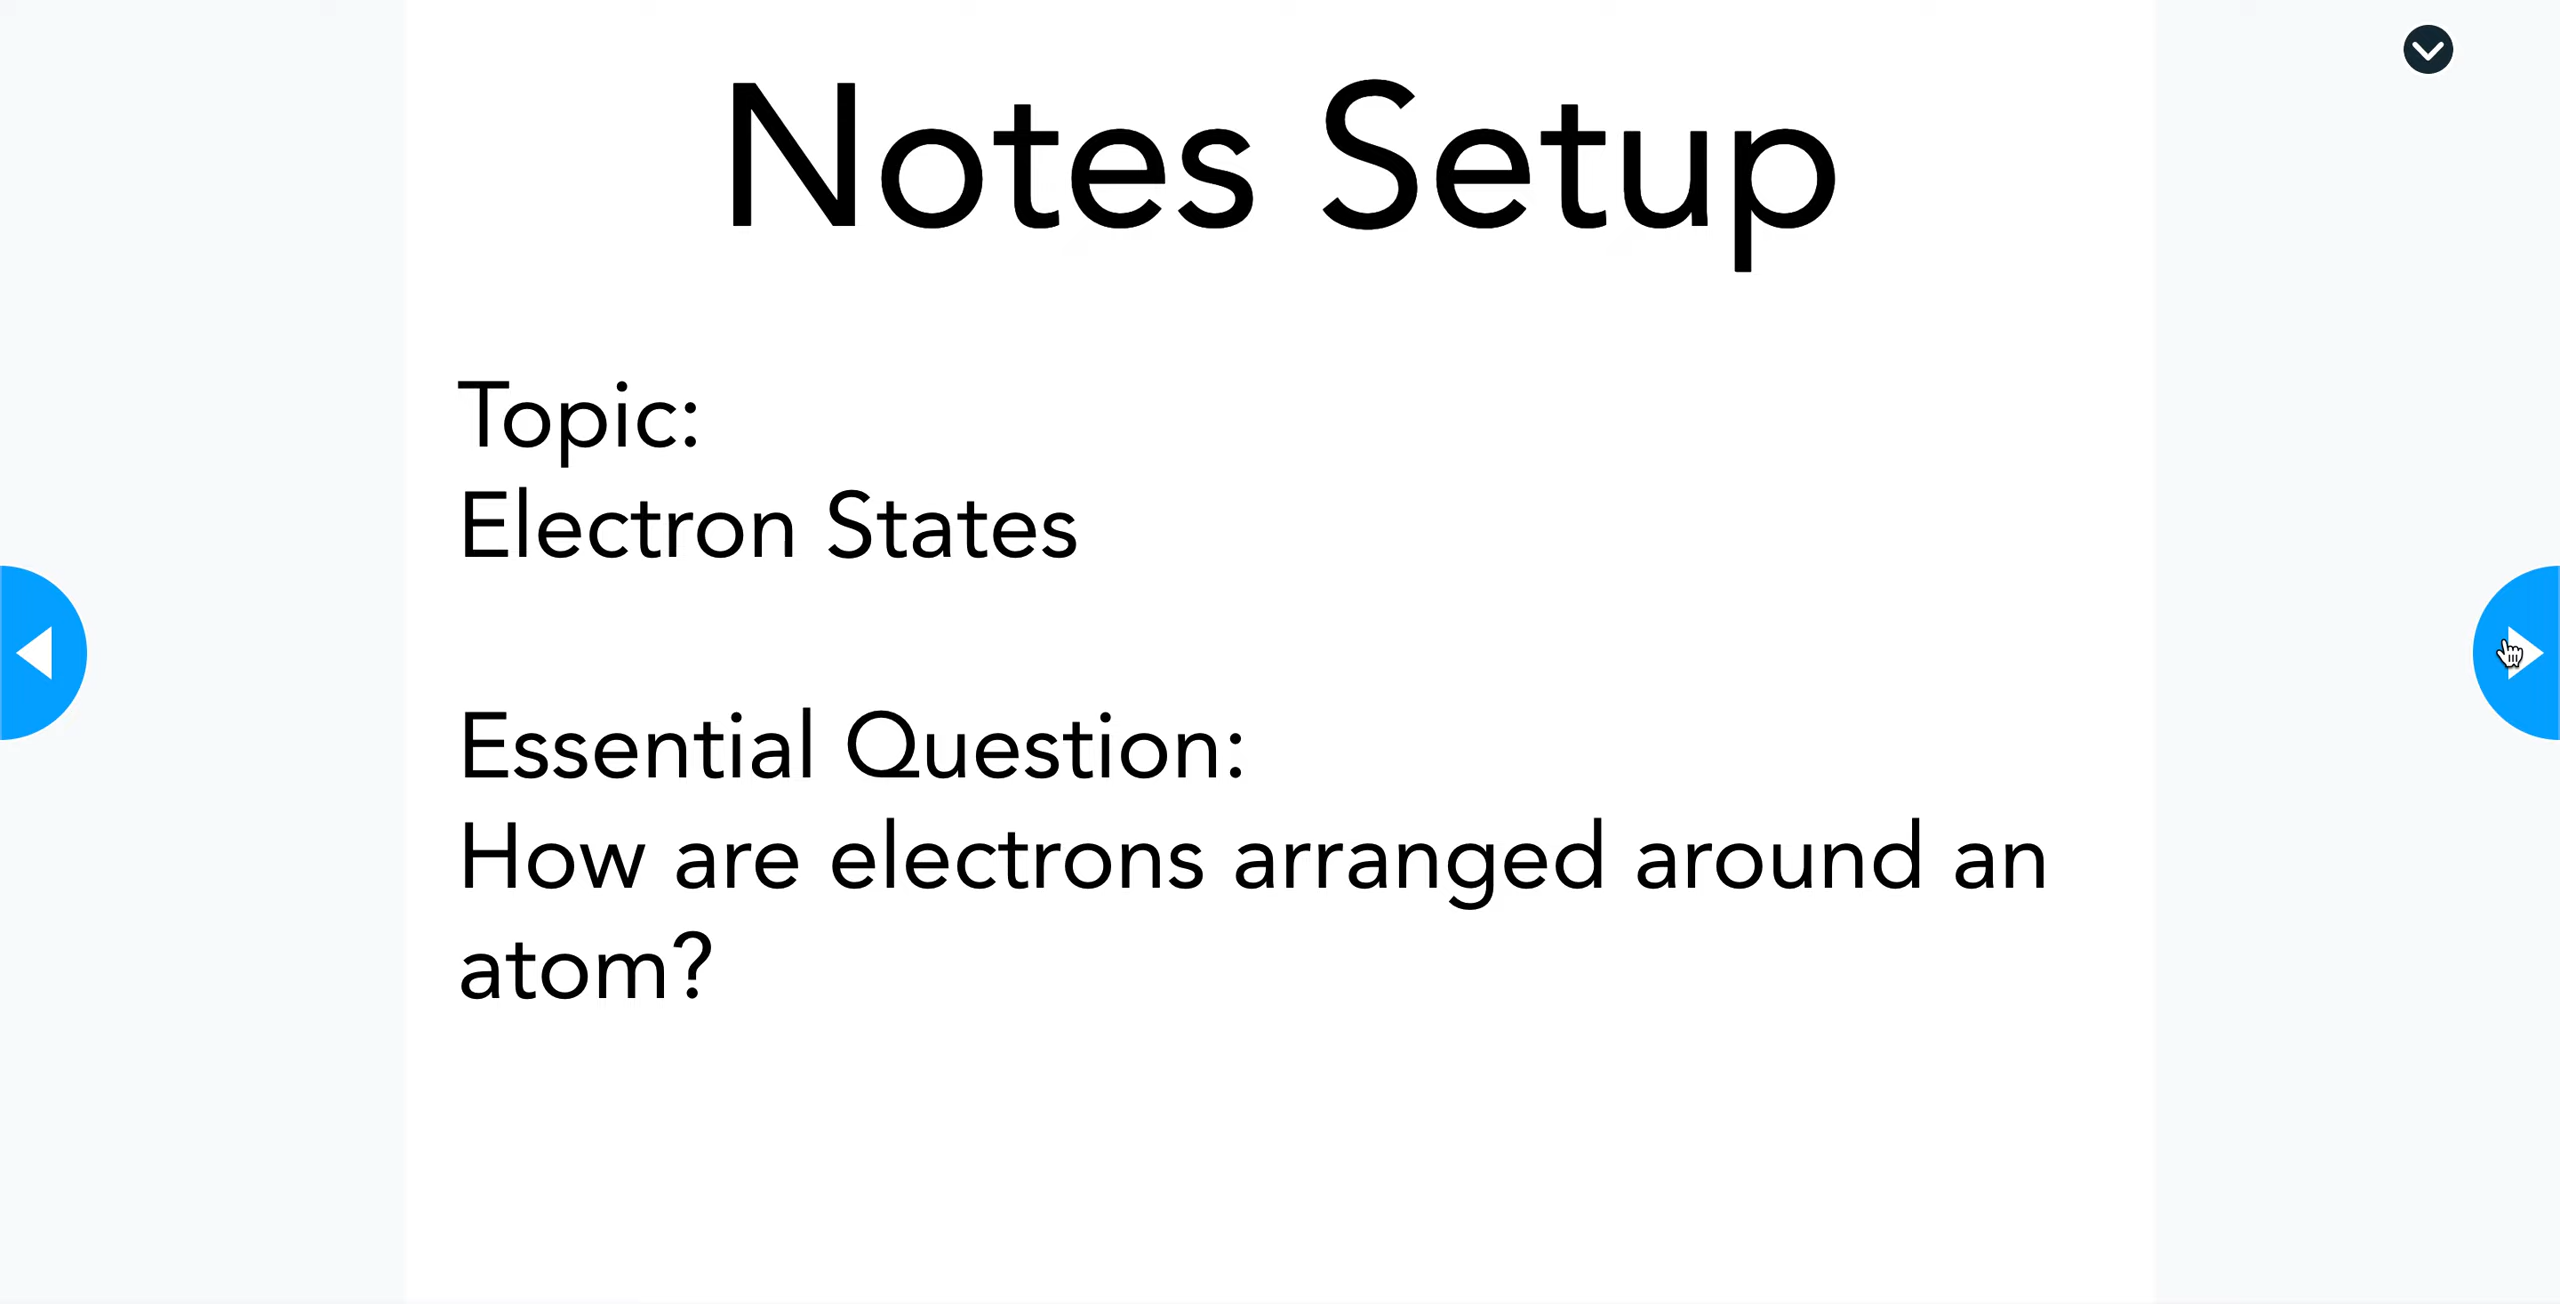 Notes Setup
Topic:
Electron States
Essential Question:
How are electrons arranged around an
atom?